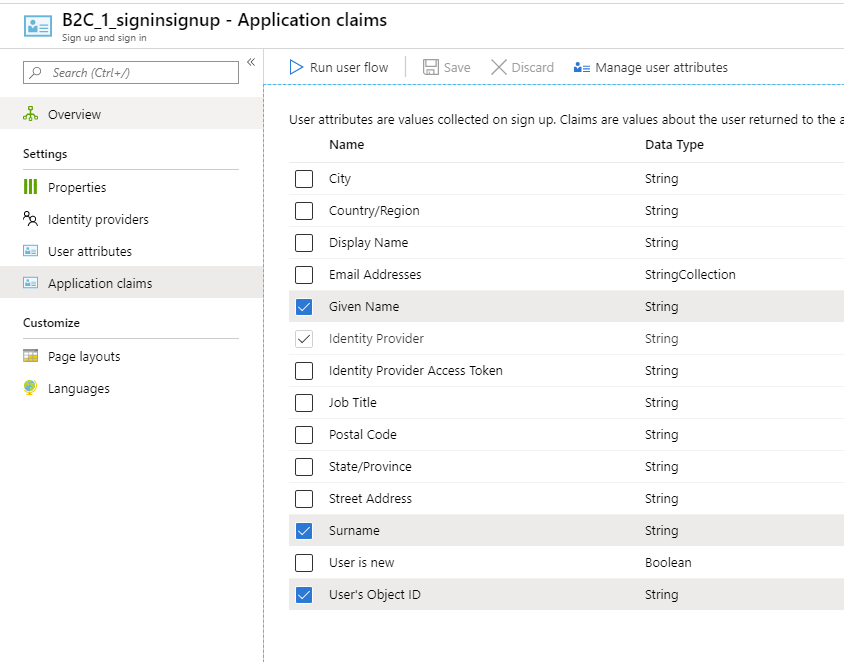 B2C_1_signinsignup - Application claims
Sign up and sign in
Search (Ctrl+/)
«
Run user flow
Save
Discard
Manage user attributes
Overview
Settings
Properties
Identity providers
User attributes
Application claims
Customize
Page layouts
Languages
User attributes are values collected on sign up. Claims are values about the user returned to the a
Name Data Type
City String
Country/Region String
Display Name String
Email Addresses StringCollection
Given Name String
Identity Provider String
Identity Provider Access Token String
Job Title String
Postal Code String
State/Province String
Street Address String
Surname String
User is new Boolean
User's Object ID String